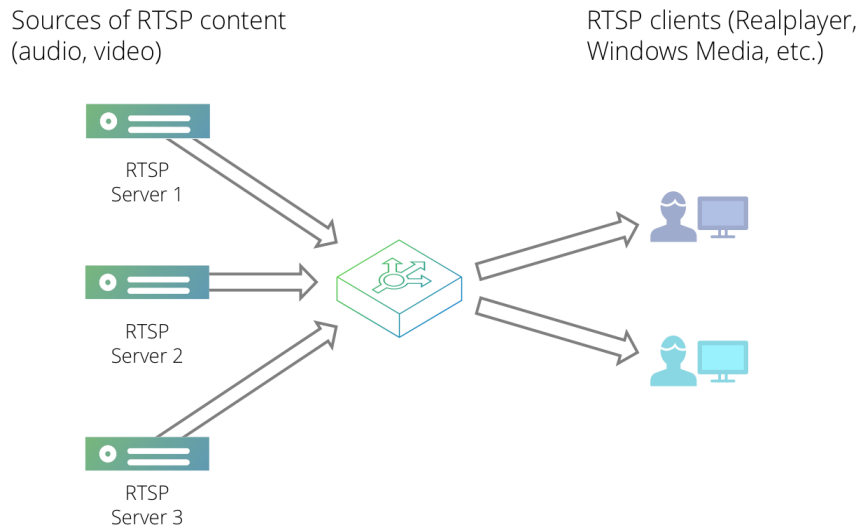 Sources of RTSP content
(audio, video)
RTSP clients (Realplayer,
Windows Media, etc.)
RTSP
Server 1
RTSP
Server 2
RTSP
Server 3